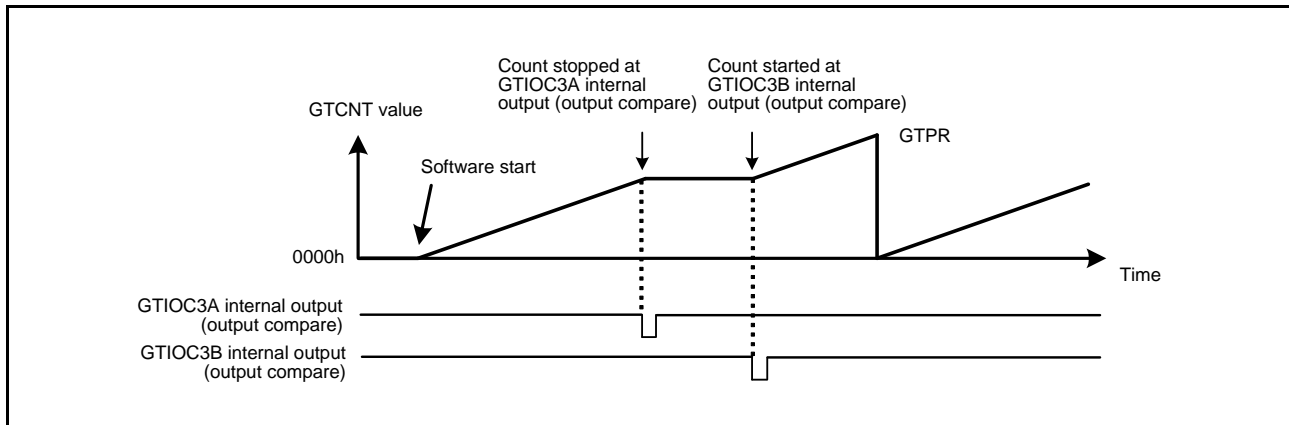 Count stopped at
GTIOC3A internal
output (output compare)
Count started at
GTIOC3B internal
output (output compare)
GTCNT value
GTPR
Software start
0000h
Time
GTIOC3A internal output
(output compare)
GTIOC3B internal output
(output compare)